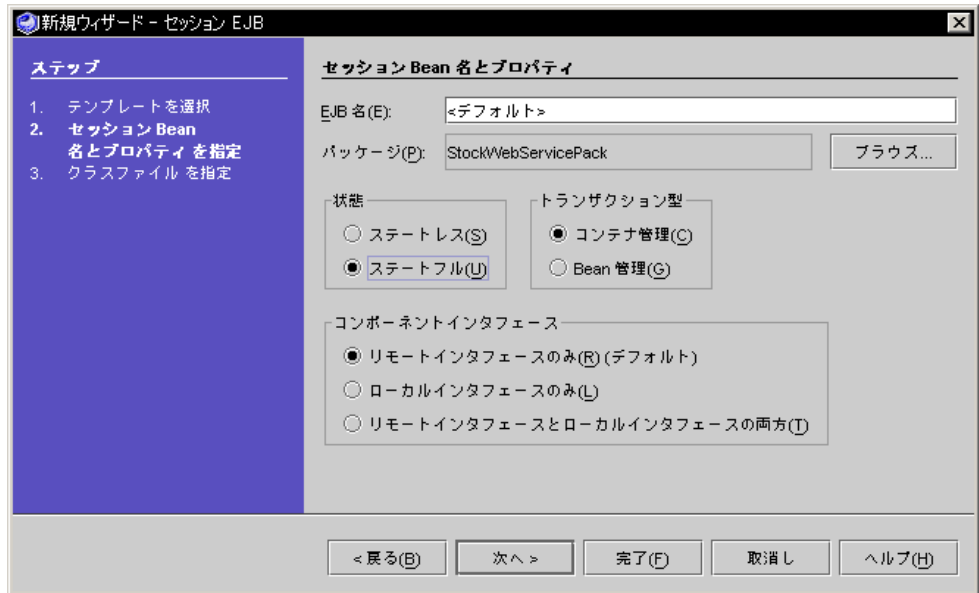 新規ウィザード - セッション EJB
ステップ
1. テンプレートを選択
2. セッション Bean
名とプロパティ を指定
3. クラスファイル を指定
セッション Bean 名とプロパティ
EJB 名(E): <デフォルト>
パッケージ(P): StockWebServicePack ブラウズ...
状態
ステートレス(S)
ステートフル(U)
トランザクション型
コンテナ管理(C)
Bean 管理(G)
コンポーネントインタフェース
リモートインタフェースのみ(R) (デフォルト)
ローカルインタフェースのみ(L)
リモートインタフェースとローカルインタフェースの両方(T)
< 戻る(B) 次へ > 完了(F) 取消し ヘルプ(H)